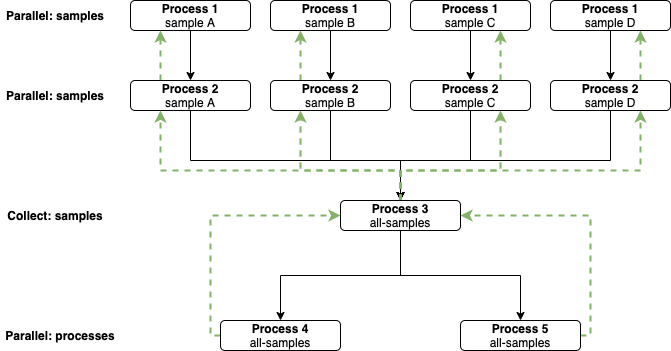 Parallel: samples
Process 1
sample A
Process 1
sample B
Process 1
sample C
Process 1
sample D
Parallel: samples
Process 2
sample A
Process 2
sample B
Process 2
sample C
Process 2
sample D
Collect: samples
Process 3
all-samples
Parallel: processes
Process 4
all-samples
Process 5
all-samples